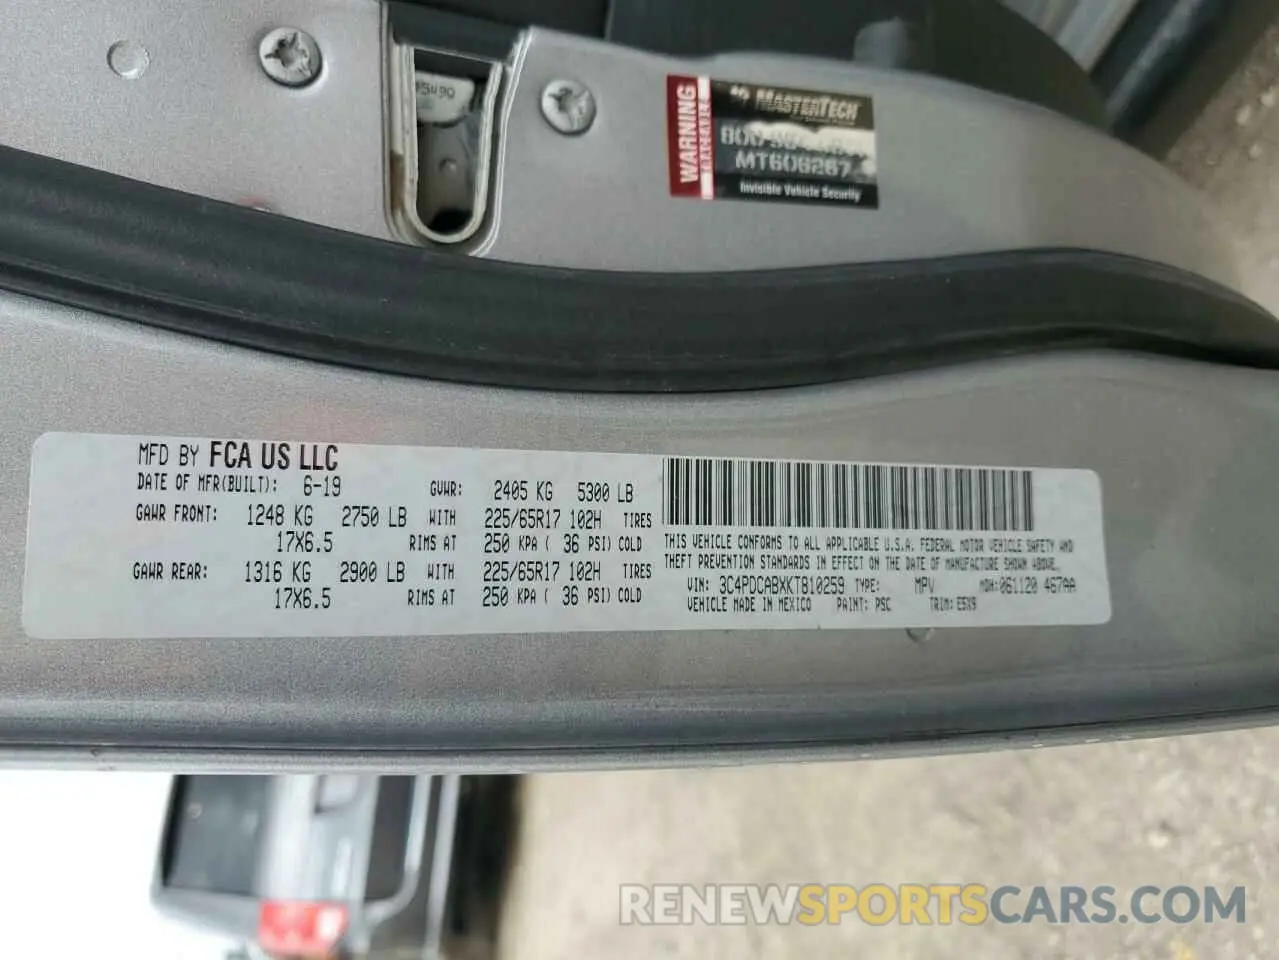 WARNING
MASTERTECH
MT608267
Invisible Vehicle Security
MFD BY FCA US LLC
DATE OF MFR(BUILT): 6-19 GVWR: 2405 KG 5300 LB
GAWR FRONT: 1248 KG 2750 LB WITH 225/65R17 102H TIRES
17X6.5 RIMS AT 250 KPA ( 36 PSI) COLD
GAWR REAR: 1316 KG 2900 LB WITH 225/65R17 102H TIRES
17X6.5 RIMS AT 250 KPA ( 36 PSI) COLD
THIS VEHICLE CONFORMS TO ALL APPLICABLE U.S.A. FEDERAL MOTOR VEHICLE SAFETY AND
THEFT PREVENTION STANDARDS IN EFFECT ON THE DATE OF MANUFACTURE SHOWN ABOVE.
VIN: 3C4PDCABXKT810259 TYPE: MPV MDH: 061120 467AA
VEHICLE MADE IN MEXICO PAINT: PSC TRIM: E5X9
RENEWSPORTSCARS.COM